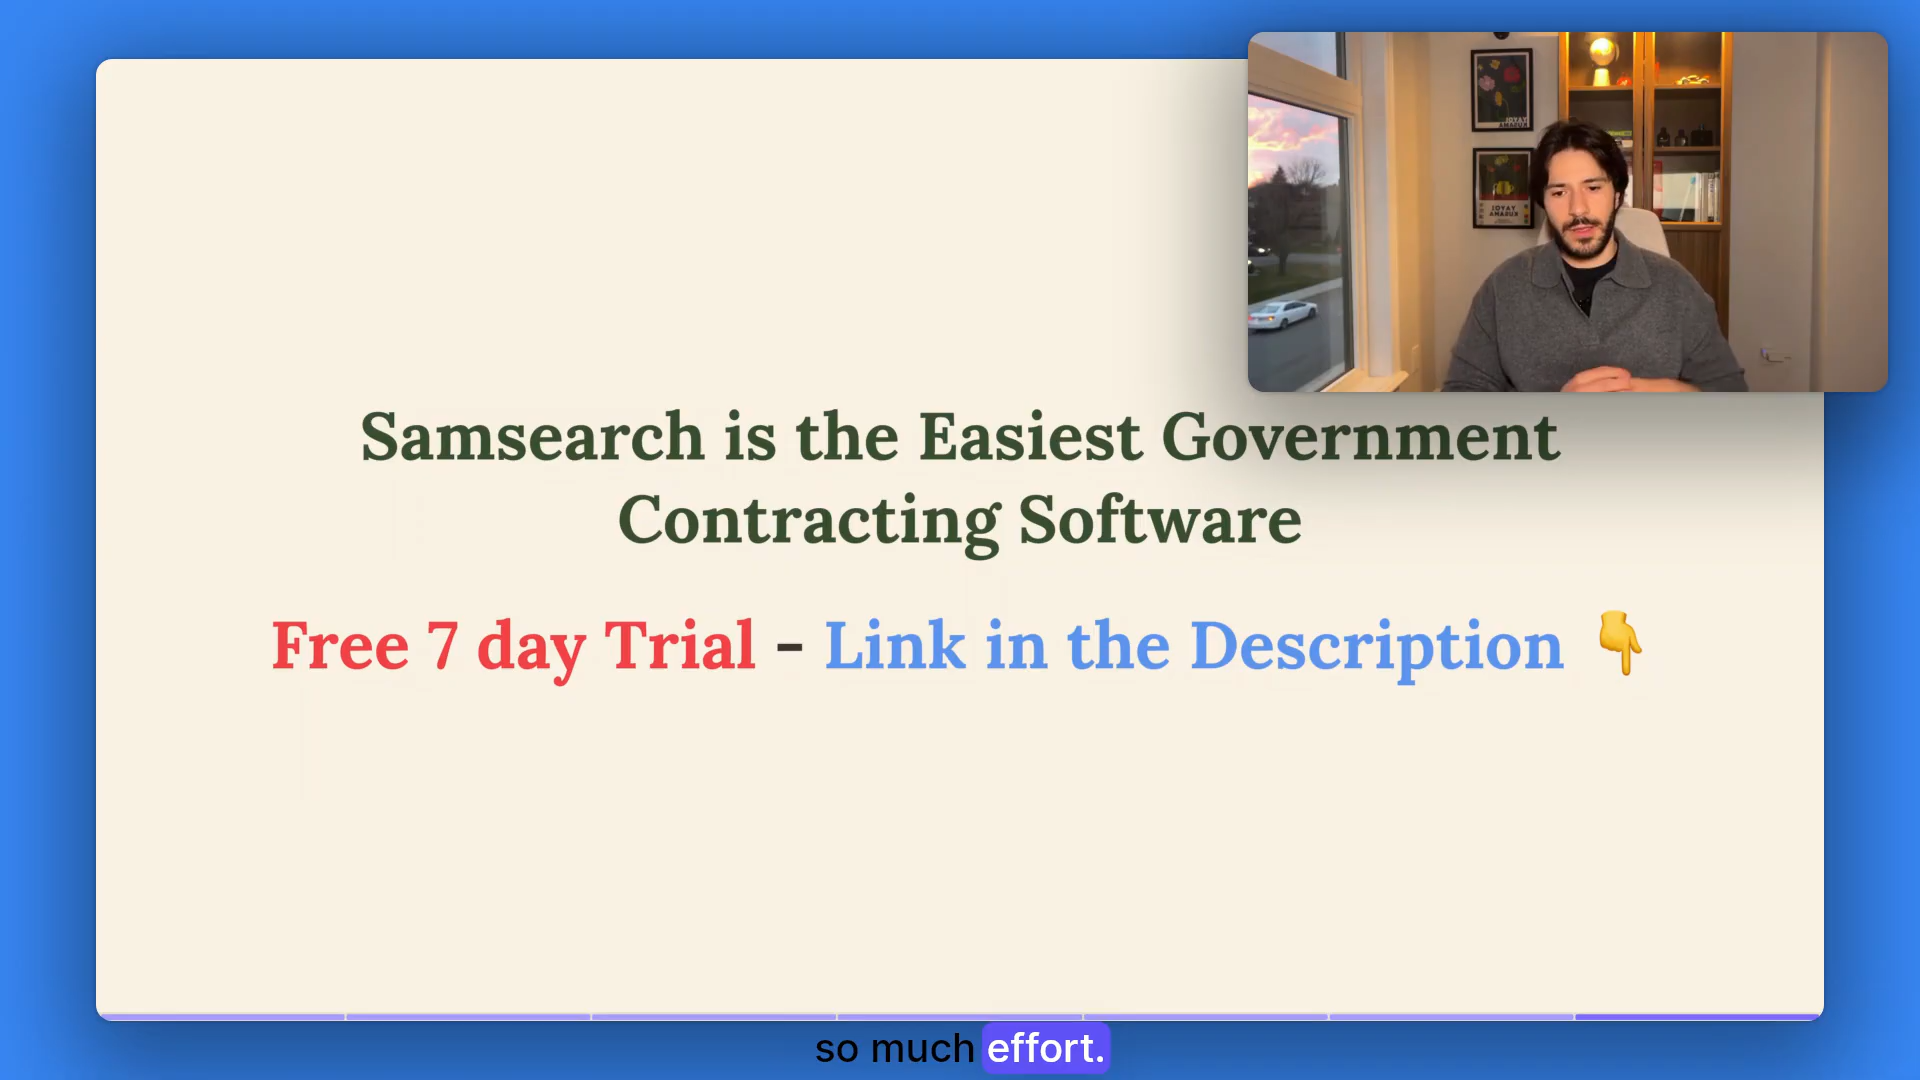 Samsearch is the Easiest Government
Contracting Software
Free 7 day Trial - Link in the Description 👇
so much effort.